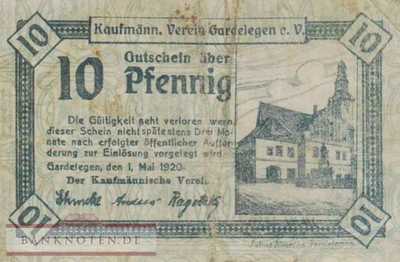 10 Kaufmänn. Verein Gardelegen e. V. 10
Gutschein über
10 Pfennig
Die Gültigkeit geht verloren wenn
dieser Schein nicht spätestens Drei Mo-
nate nach erfolgter öffentlicher Auffor-
derung zur Einlösung vorgelegt wird.
Gardelegen, den 1. Mai 1920.
Der Kaufmännische Verein.
10 10
BANKNOTEN.DE